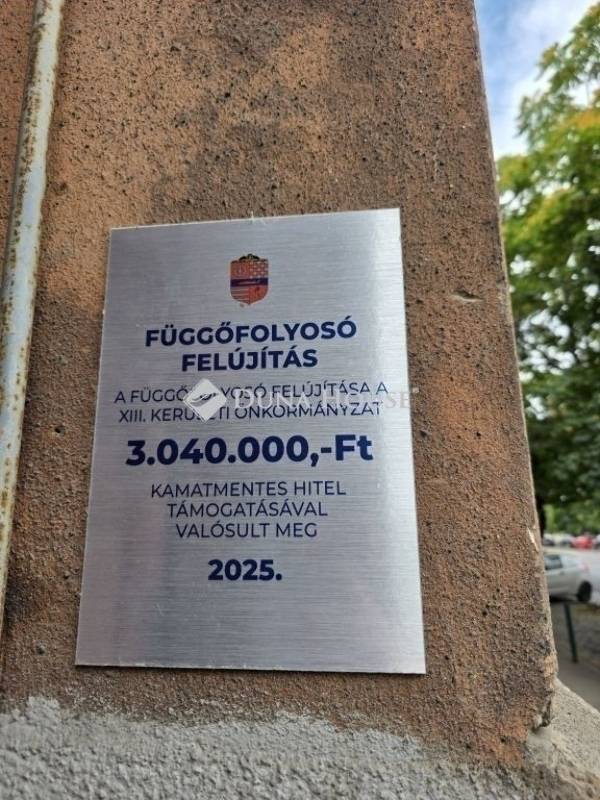 FÜGGŐFOLYOSÓ
FELÚJÍTÁS
A FÜGGŐFOLYOSÓ FELÚJÍTÁSA A
XIII. KERÜLETI ÖNKORMÁNYZAT
DUNA HOUSE
3.040.000,-Ft
KAMATMENTES HITEL
TÁMOGATÁSÁVAL
VALÓSULT MEG
2025.